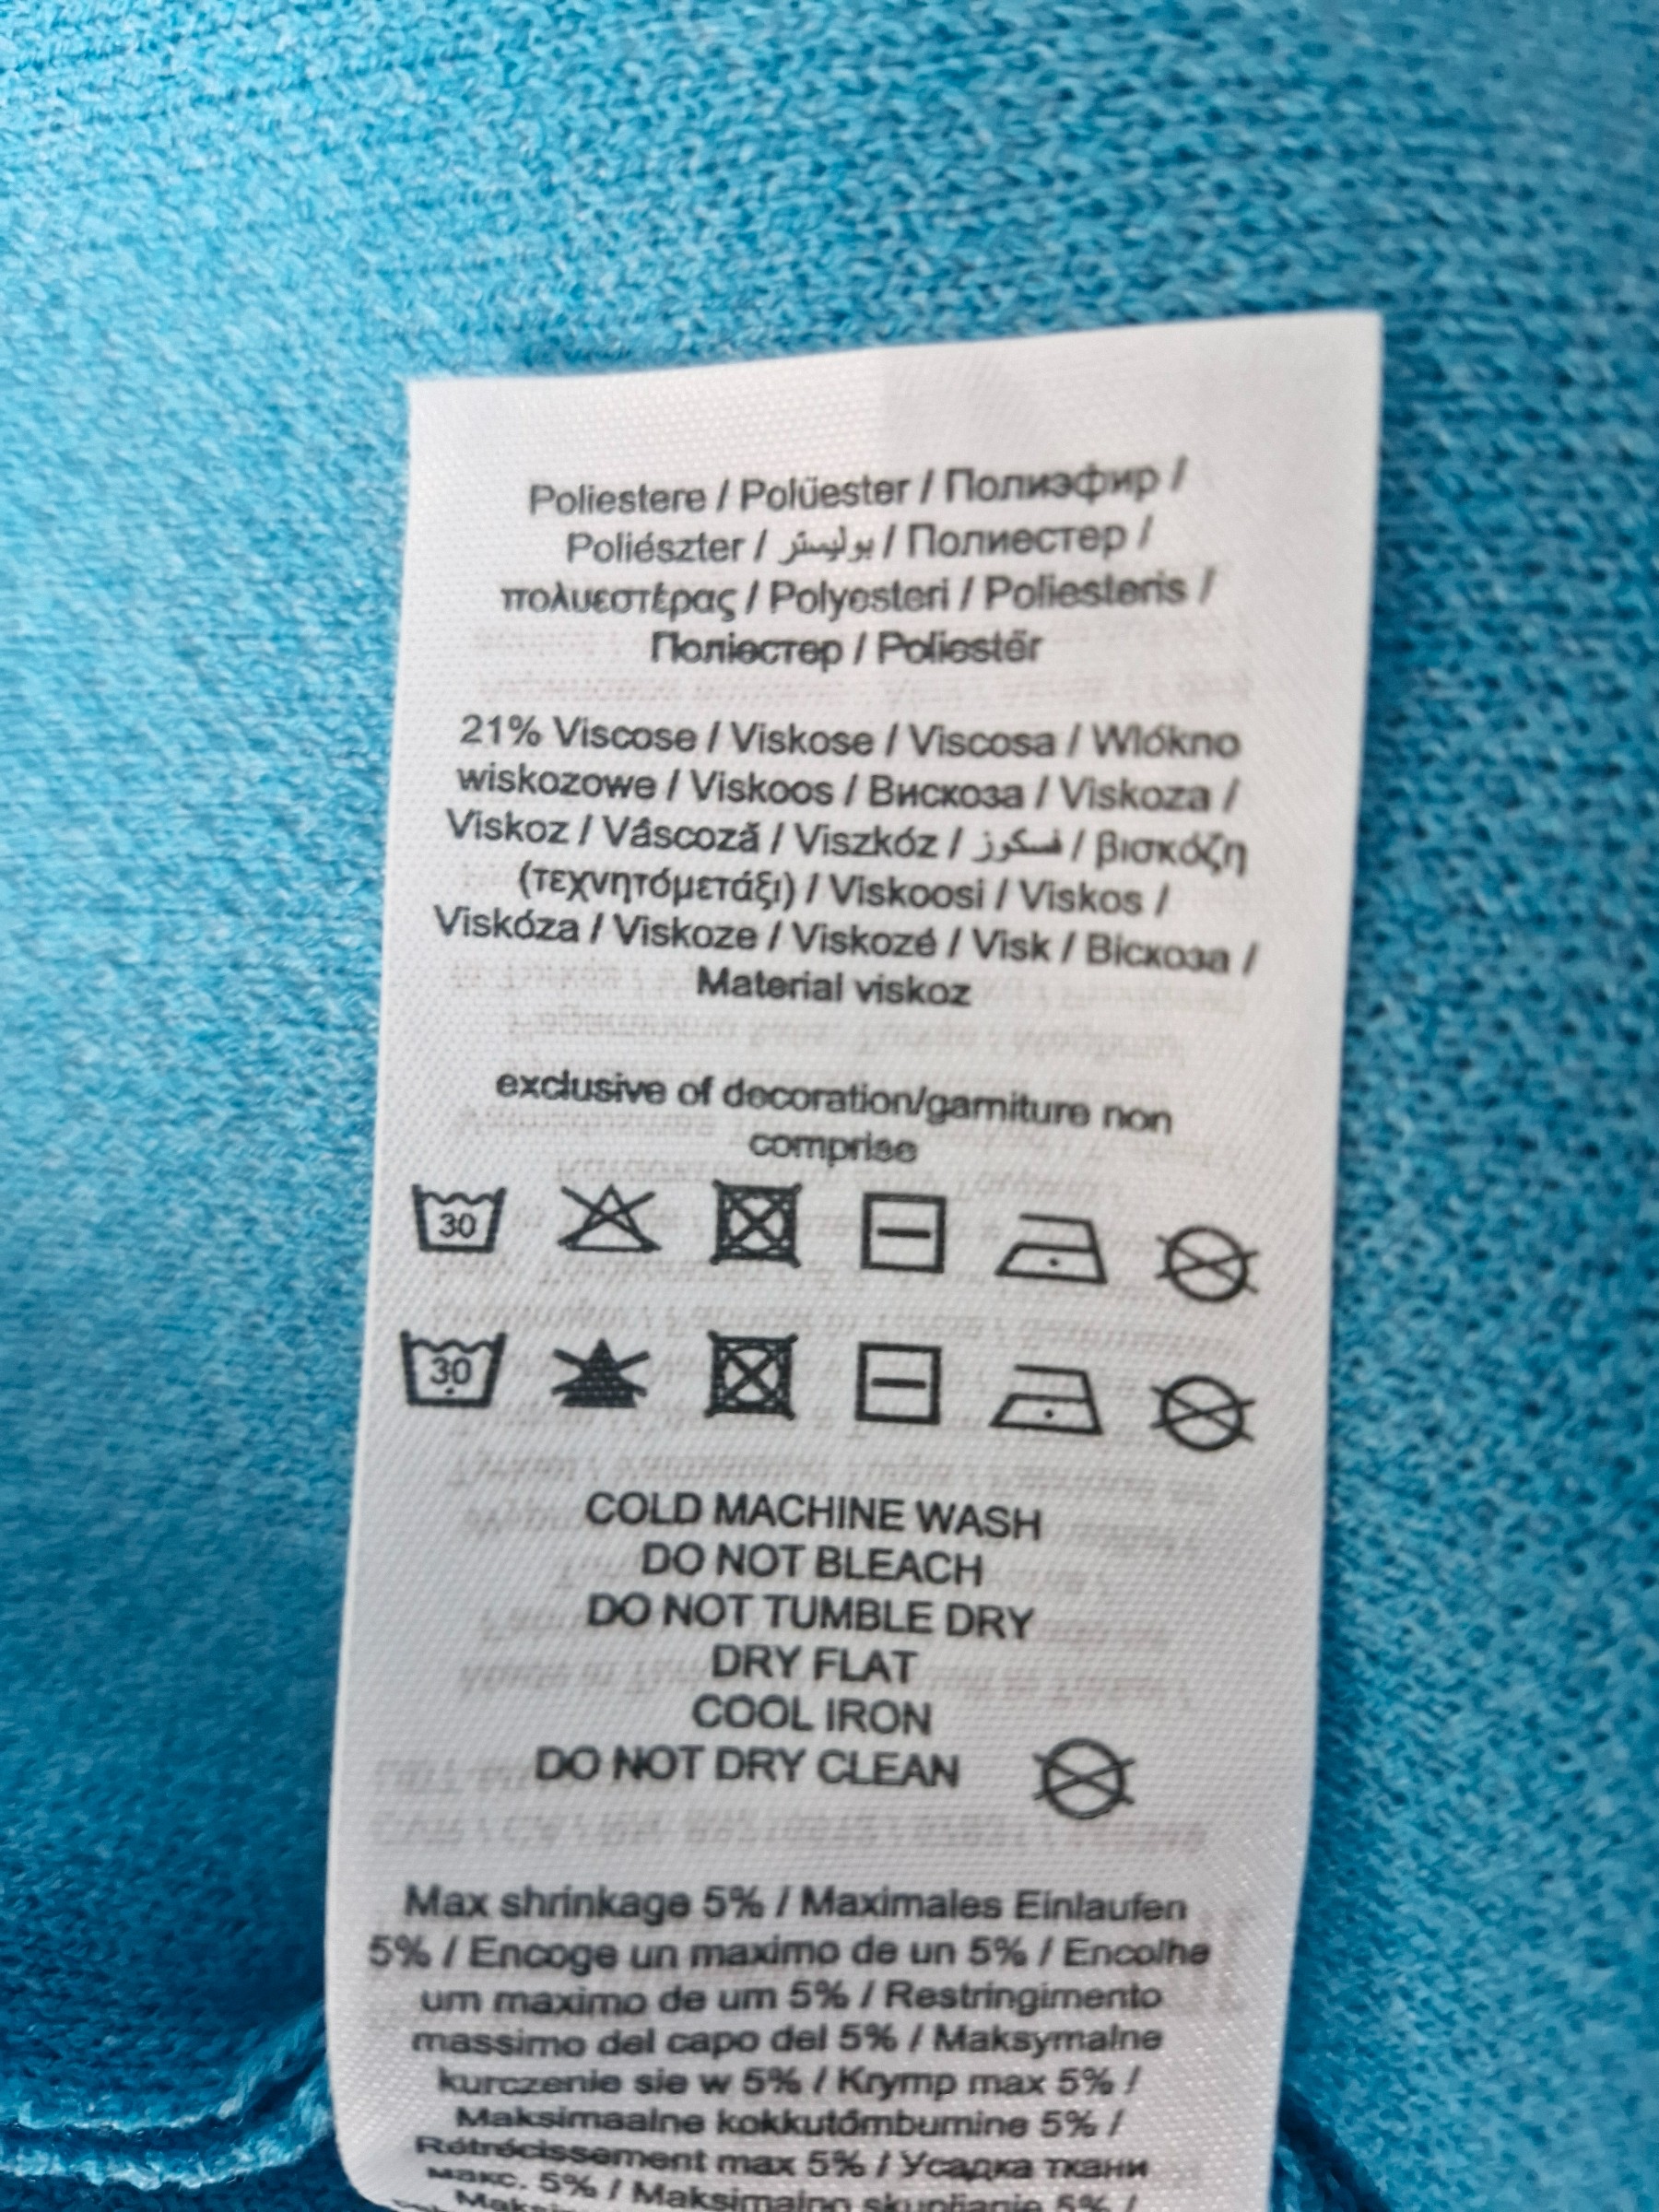 Poliestere / Polüester / Полиэфир /
Poliészter / بوليستر / Полиестер /
πολυεστέρας / Polyesteri / Poliesteris /
Поліестер / Poliestēr
21% Viscose / Viskose / Viscosa / Wlókno
wiskozowe / Viskoos / Вискоза / Viskoza /
Viskoz / Vâscoză / Viszkóz / فسكوز / βισκόζη
(τεχνητόμετάξι) / Viskoosi / Viskos /
Viskóza / Viskoze / Viskozé / Visk / Віскоза /
Material viskoz
exclusive of decoration/garniture non
comprise
30
30
COLD MACHINE WASH
DO NOT BLEACH
DO NOT TUMBLE DRY
DRY FLAT
COOL IRON
DO NOT DRY CLEAN
Max shrinkage 5% / Maximales Einlaufen
5% / Encoge un maximo de un 5% / Encolhe
um maximo de um 5% / Restringimento
massimo del capo del 5% / Maksymalne
kurczenie sie w 5% / Krymp max 5% /
Maksimaalne kokkutõmbumine 5% /
Rétrécissement max 5% / Усадка ткани
макс. 5% / Maksimalno skupljanje 5% /